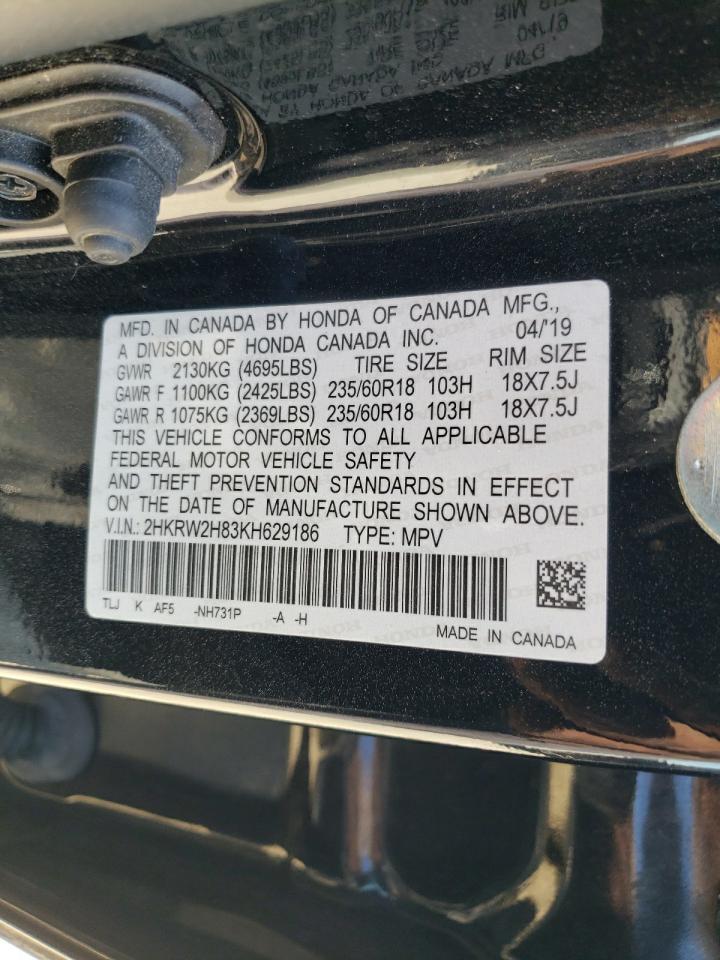 MFD. IN CANADA BY HONDA OF CANADA MFG.,
A DIVISION OF HONDA CANADA INC. 04/'19
GVWR 2130KG (4695LBS) TIRE SIZE RIM SIZE
GAWR F 1100KG (2425LBS) 235/60R18 103H 18X7.5J
GAWR R 1075KG (2369LBS) 235/60R18 103H 18X7.5J
THIS VEHICLE CONFORMS TO ALL APPLICABLE
FEDERAL MOTOR VEHICLE SAFETY
AND THEFT PREVENTION STANDARDS IN EFFECT
ON THE DATE OF MANUFACTURE SHOWN ABOVE.
V.I.N.: 2HKRW2H83KH629186 TYPE: MPV
TLJ K AF5 -NH731P -A -H
MADE IN CANADA